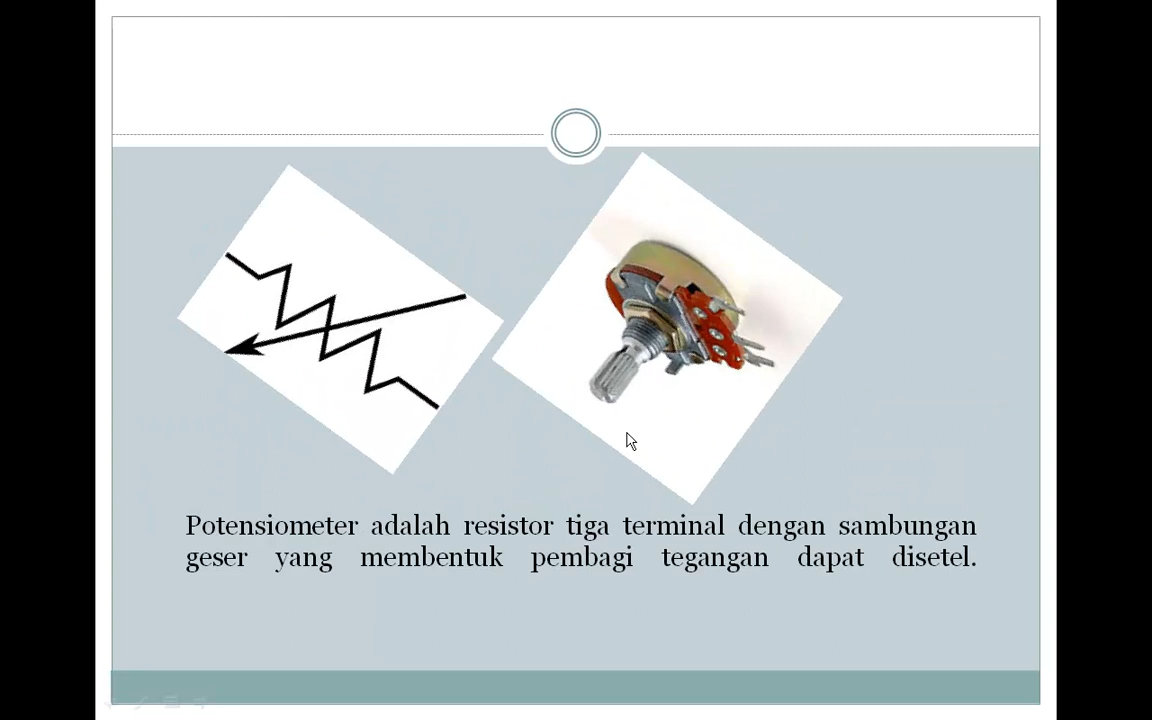 Potensiometer adalah resistor tiga terminal dengan sambungan
geser yang membentuk pembagi tegangan dapat disetel.